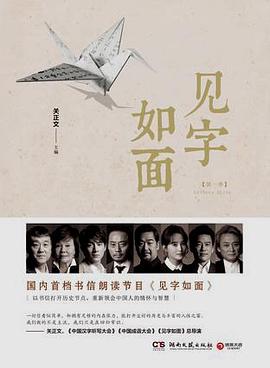 见字
如面
【第一季】
关正文
主编
国内首档书信朗读节目《见字如面》
以书信打开历史节点，重新领会中国人的情怀与智慧
——关正文，《中国汉字听写大会》《中国成语大会》《见字如面》总导演
湖南文艺出版社
博集天卷